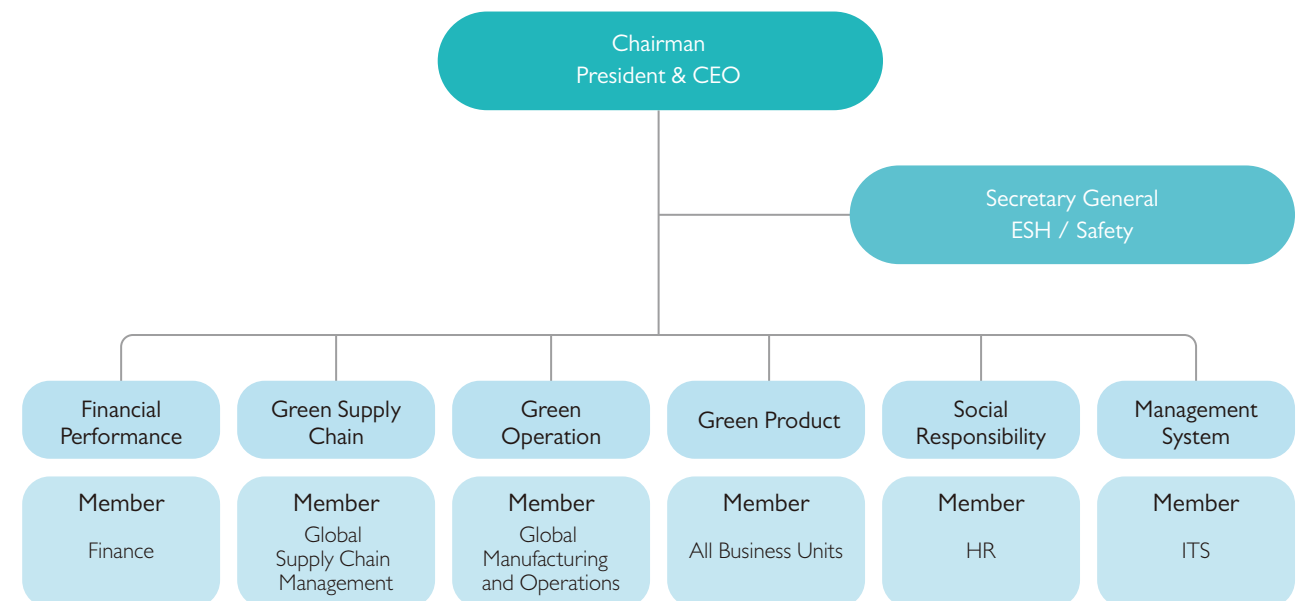 Chairman
President & CEO
Secretary General
ESH / Safety
Financial
Performance
Green Supply
Chain
Green
Operation
Green Product
Social
Responsibility
Management
System
Member
Finance
Member
Global
Supply Chain
Management
Member
Global
Manufacturing
and Operations
Member
All Business Units
Member
HR
Member
ITS